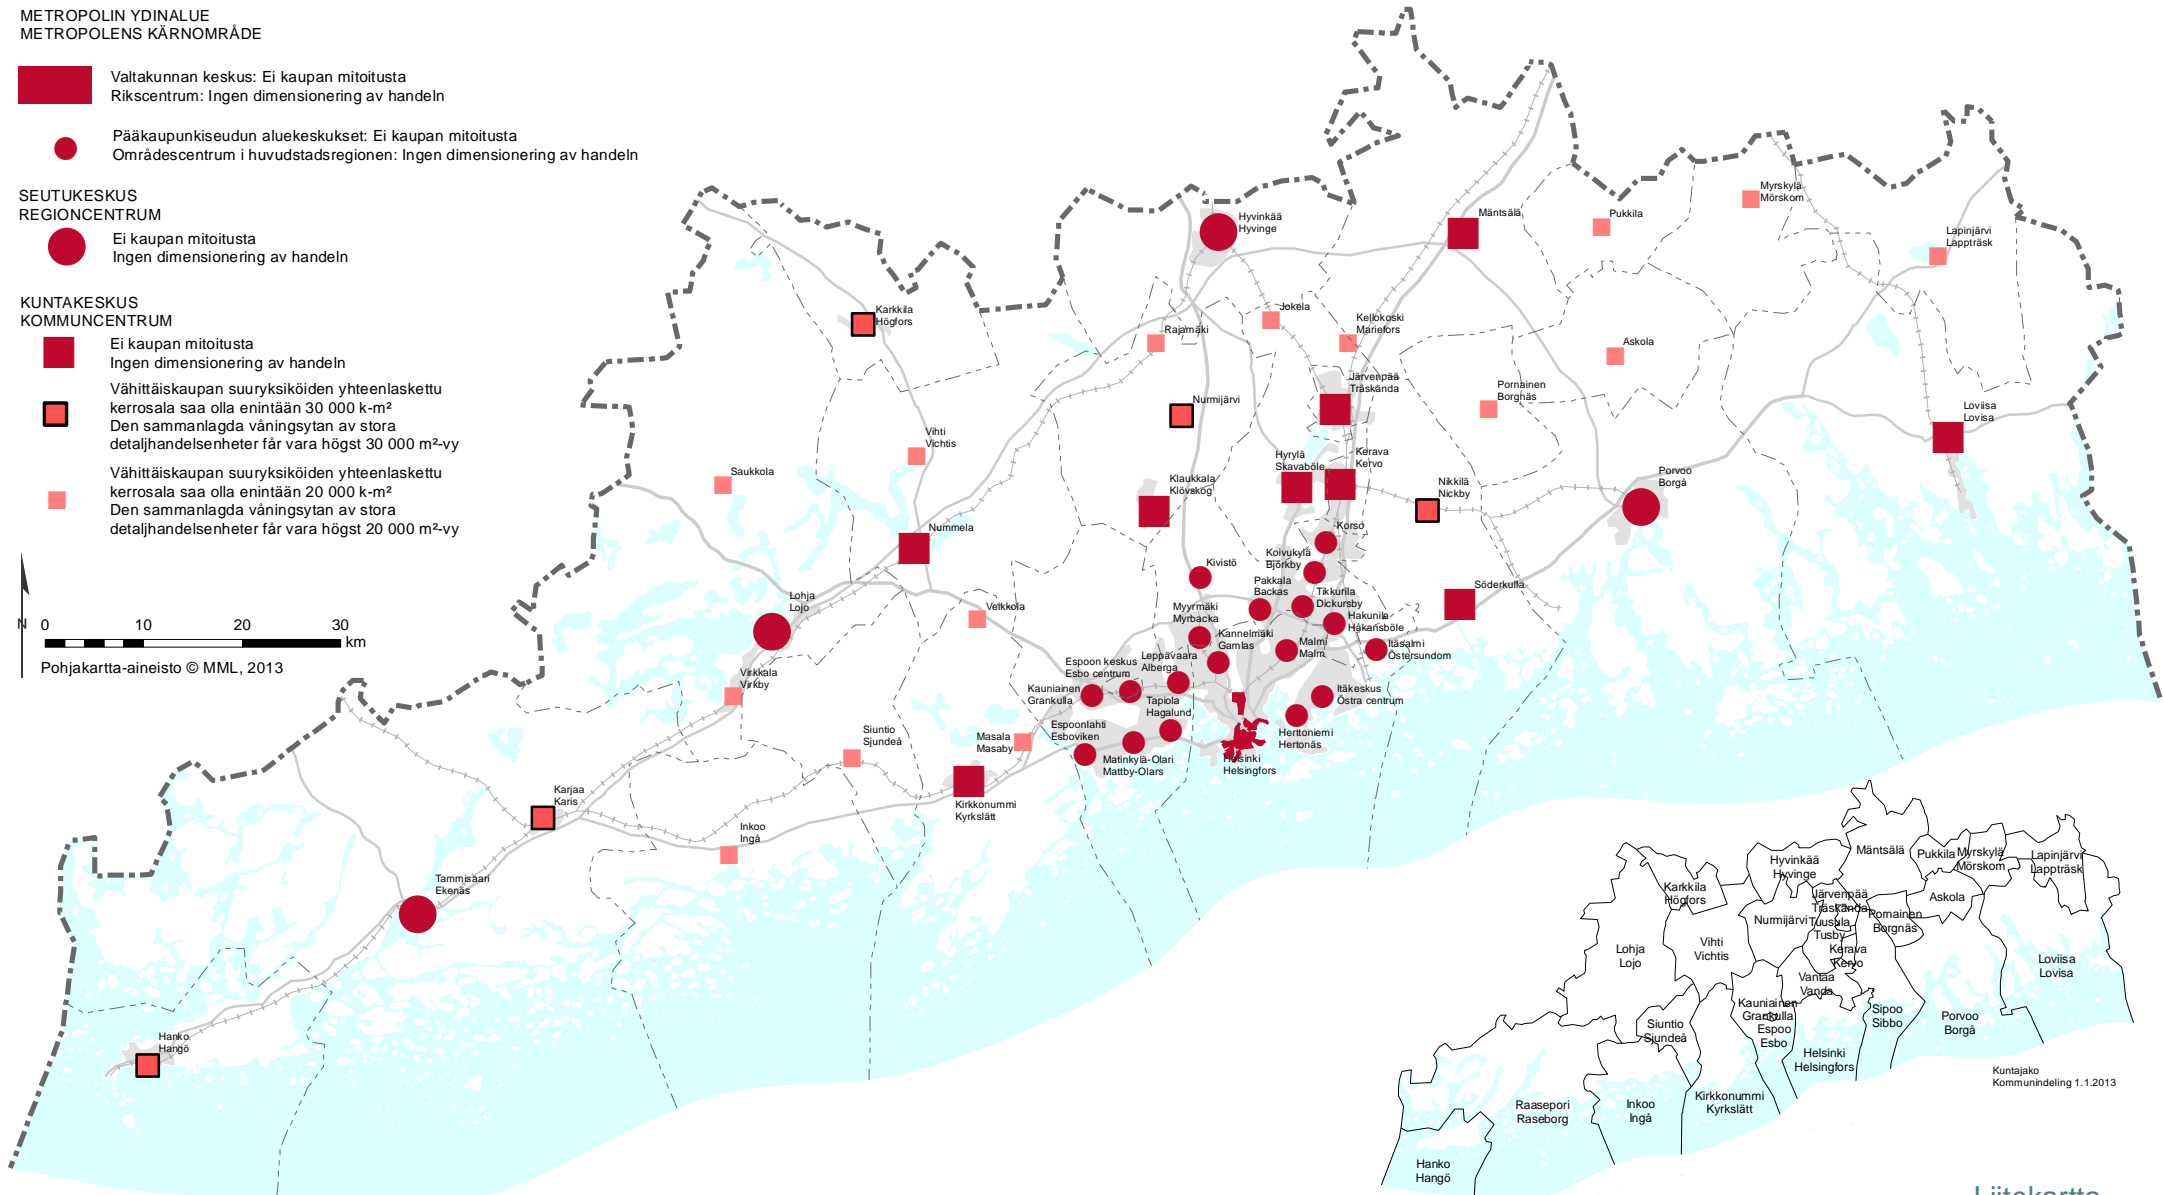 METROPOLIN YDINALUE
METROPOLENS KÄRNOMRÅDE
Valtakunnan keskus: Ei kaupan mitoitusta
Rikscentrum: Ingen dimensionering av handeln
Pääkaupunkiseudun aluekeskukset: Ei kaupan mitoitusta
Områdescentrum i huvudstadsregionen: Ingen dimensionering av handeln
SEUTUKESKUS
REGIONCENTRUM
Ei kaupan mitoitusta
Ingen dimensionering av handeln
KUNTAKESKUS
KOMMUNCENTRUM
Ei kaupan mitoitusta
Ingen dimensionering av handeln
Vähittäiskaupan suuryksiköiden yhteenlaskettu
kerrosala saa olla enintään 30 000 k-m²
Den sammanlagda våningsytan av stora
detaljhandelsenheter får vara högst 30 000 m²-vy
Vähittäiskaupan suuryksiköiden yhteenlaskettu
kerrosala saa olla enintään 20 000 k-m²
Den sammanlagda våningsytan av stora
detaljhandelsenheter får vara högst 20 000 m²-vy
N
0 10 20 30
km
Pohjakartta-aineisto © MML, 2013
Hyvinkää
Hyvinge
Mäntsälä
Pukkila
Myrskylä
Mörskom
Lapinjärvi
Lappträsk
Karkkila
Högfors
Rajamäki
Jokela
Kellokoski
Mariefors
Askola
Järvenpää
Träskända
Pornainen
Borgnäs
Nurmijärvi
Loviisa
Lovisa
Vihti
Vichtis
Saukkola
Klaukkala
Klövskog
Hyrylä
Skavaböle
Kerava
Kervo
Nikkilä
Nickby
Porvoo
Borgå
Nummela
Korso
Koivukylä
Björkby
Kivistö
Pakkala
Backas
Tikkurila
Dickursby
Söderkulla
Lohja
Lojo
Veikkola
Myyrmäki
Myrbacka
Kannelmäki
Gamlas
Hakunila
Håkansböle
Malmi
Malm
Itäsalmi
Östersundom
Virkkala
Virkby
Espoon keskus
Esbo centrum
Leppävaara
Alberga
Kauniainen
Grankulla
Tapiola
Hagalund
Itäkeskus
Östra centrum
Espoonlahti
Esboviken
Siuntio
Sjundeå
Masala
Masaby
Matinkylä-Olari
Mattby-Olars
Helsinki
Helsingfors
Herttoniemi
Hertonäs
Kirkkonummi
Kyrkslätt
Karjaa
Karis
Inkoo
Ingå
Tammisaari
Ekenäs
Hanko
Hangö
Mäntsälä
Pukkila
Myrskylä
Mörskom
Lapinjärvi
Lappträsk
Hyvinkää
Hyvinge
Karkkila
Högfors
Järvenpää
Träskända
Askola
Nurmijärvi
Tuusula
Tusby
Pornainen
Borgnäs
Lohja
Lojo
Vihti
Vichtis
Kerava
Kervo
Loviisa
Lovisa
Vantaa
Vanda
Kauniainen
Grankulla
Espoo
Esbo
Sipoo
Sibbo
Porvoo
Borgå
Siuntio
Sjundeå
Helsinki
Helsingfors
Kirkkonummi
Kyrkslätt
Inkoo
Ingå
Raasepori
Raseborg
Hanko
Hangö
Kuntajako
Kommunindeling 1.1.2013
Liitekartta